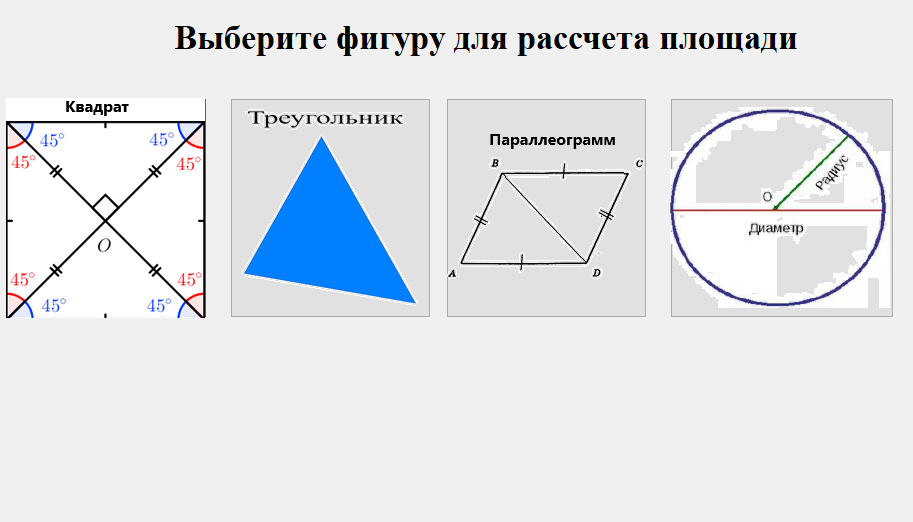 Выберите фигуру для рассчета площади
Квадрат
45° 45°
45° 45°
O
45° 45°
45° 45°
Треугольник
Параллеограмм
B C
A D
Радиус
O
Диаметр